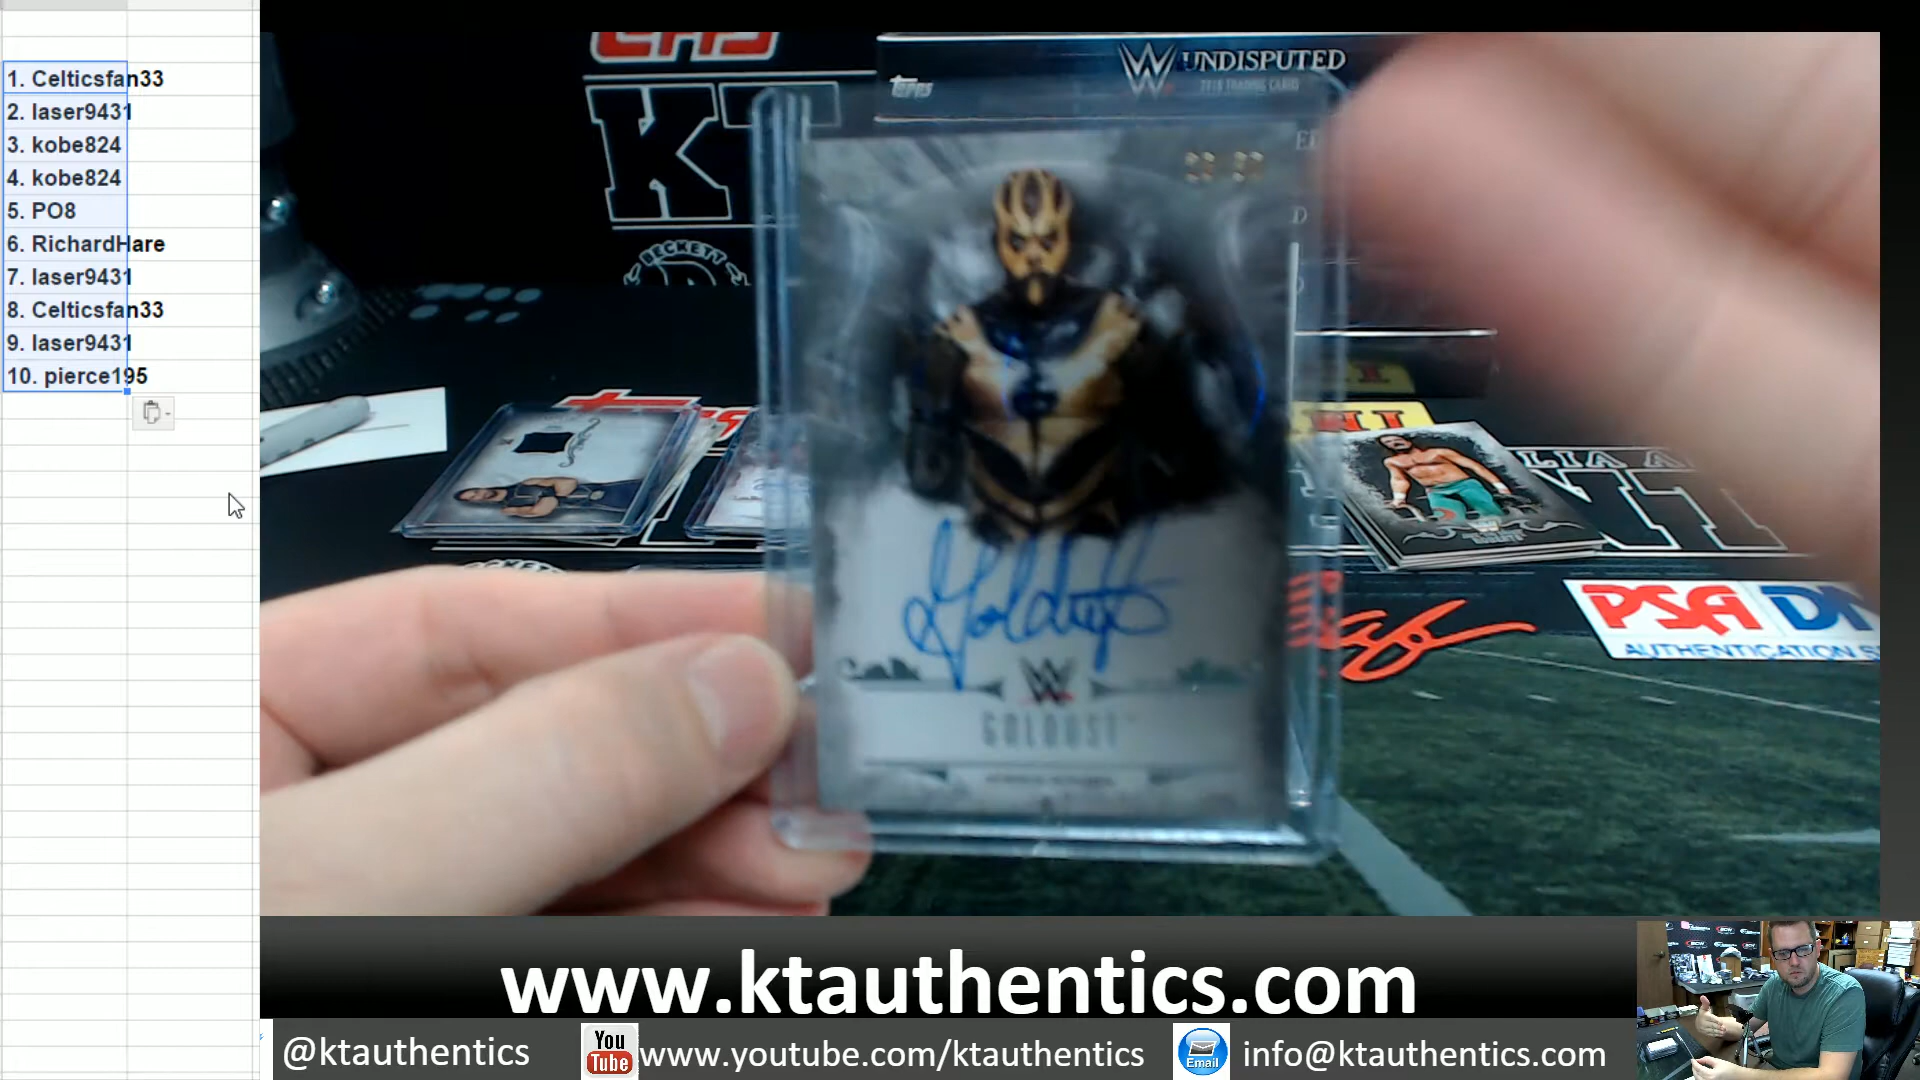 1. Celticsfan33
2. laser9431
3. kobe824
4. kobe824
5. PO8
6. RichardHare
7. laser9431
8. Celticsfan33
9. laser9431
10. pierce195
KT
BECKETT
Topps
W UNDISPUTED
Goldust
GOLDUST
PSA
AUTHENTICATION
www.ktauthentics.com
@ktauthentics
You Tube
www.youtube.com/ktauthentics
Email
info@ktauthentics.com